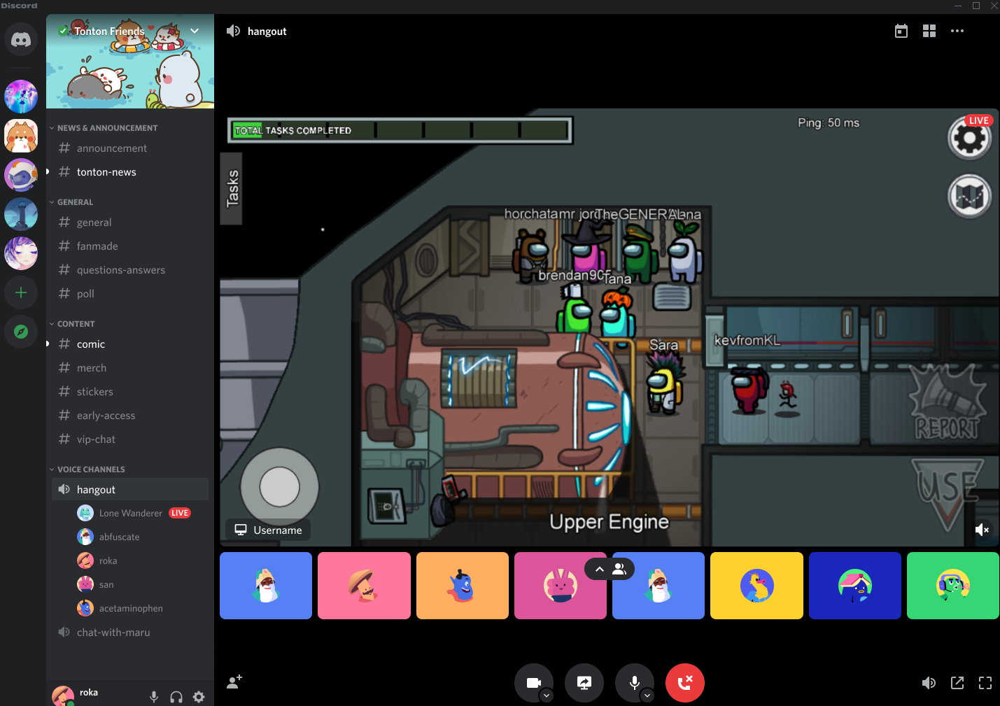 Discord
Tonton Friends
hangout
NEWS & ANNOUNCEMENT
announcement
tonton-news
GENERAL
general
fanmade
questions-answers
poll
CONTENT
comic
merch
stickers
early-access
vip-chat
VOICE CHANNELS
hangout
Lone Wanderer LIVE
abfuscate
roka
san
acetaminophen
chat-with-maru
roka
TOTAL TASKS COMPLETED
Ping: 50 ms
LIVE
Tasks
horchatamr
TheGENERAL
Tana
Sara
kevfromKL
REPORT
USE
Upper Engine
Username